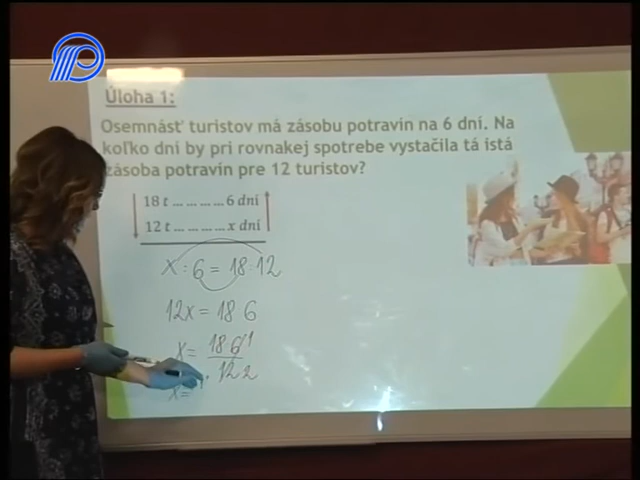 Úloha 1:
Osemnásť turistov má zásobu potravín na 6 dní. Na
koľko dní by pri rovnakej spotrebe vystačila tá istá
zásoba potravín pre 12 turistov?
18 t ... ... ... ... 6 dní
12 t ... ... ... ... x dní
x : 6 = 18 : 12
12x = 18 · 6
x = 18 · 6 1
12 2
x =